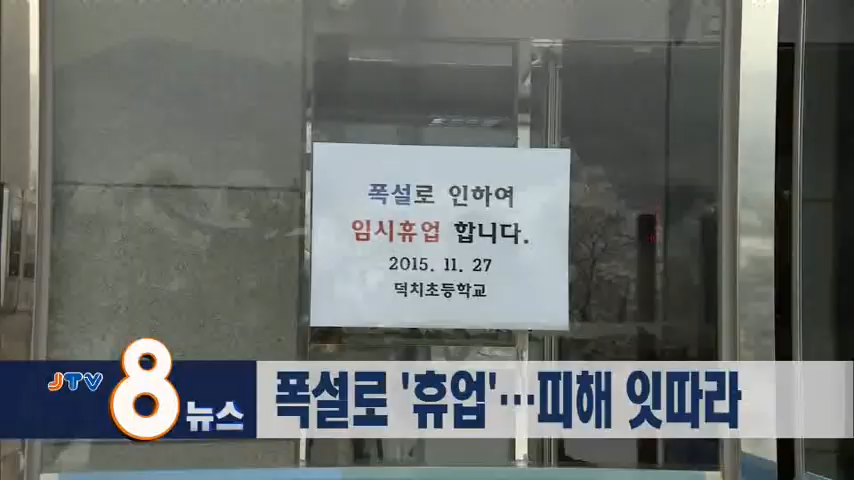 폭설로 인하여
임시휴업 합니다.
2015. 11. 27
덕치초등학교
JTV 8 뉴스
폭설로 '휴업'…피해 잇따라